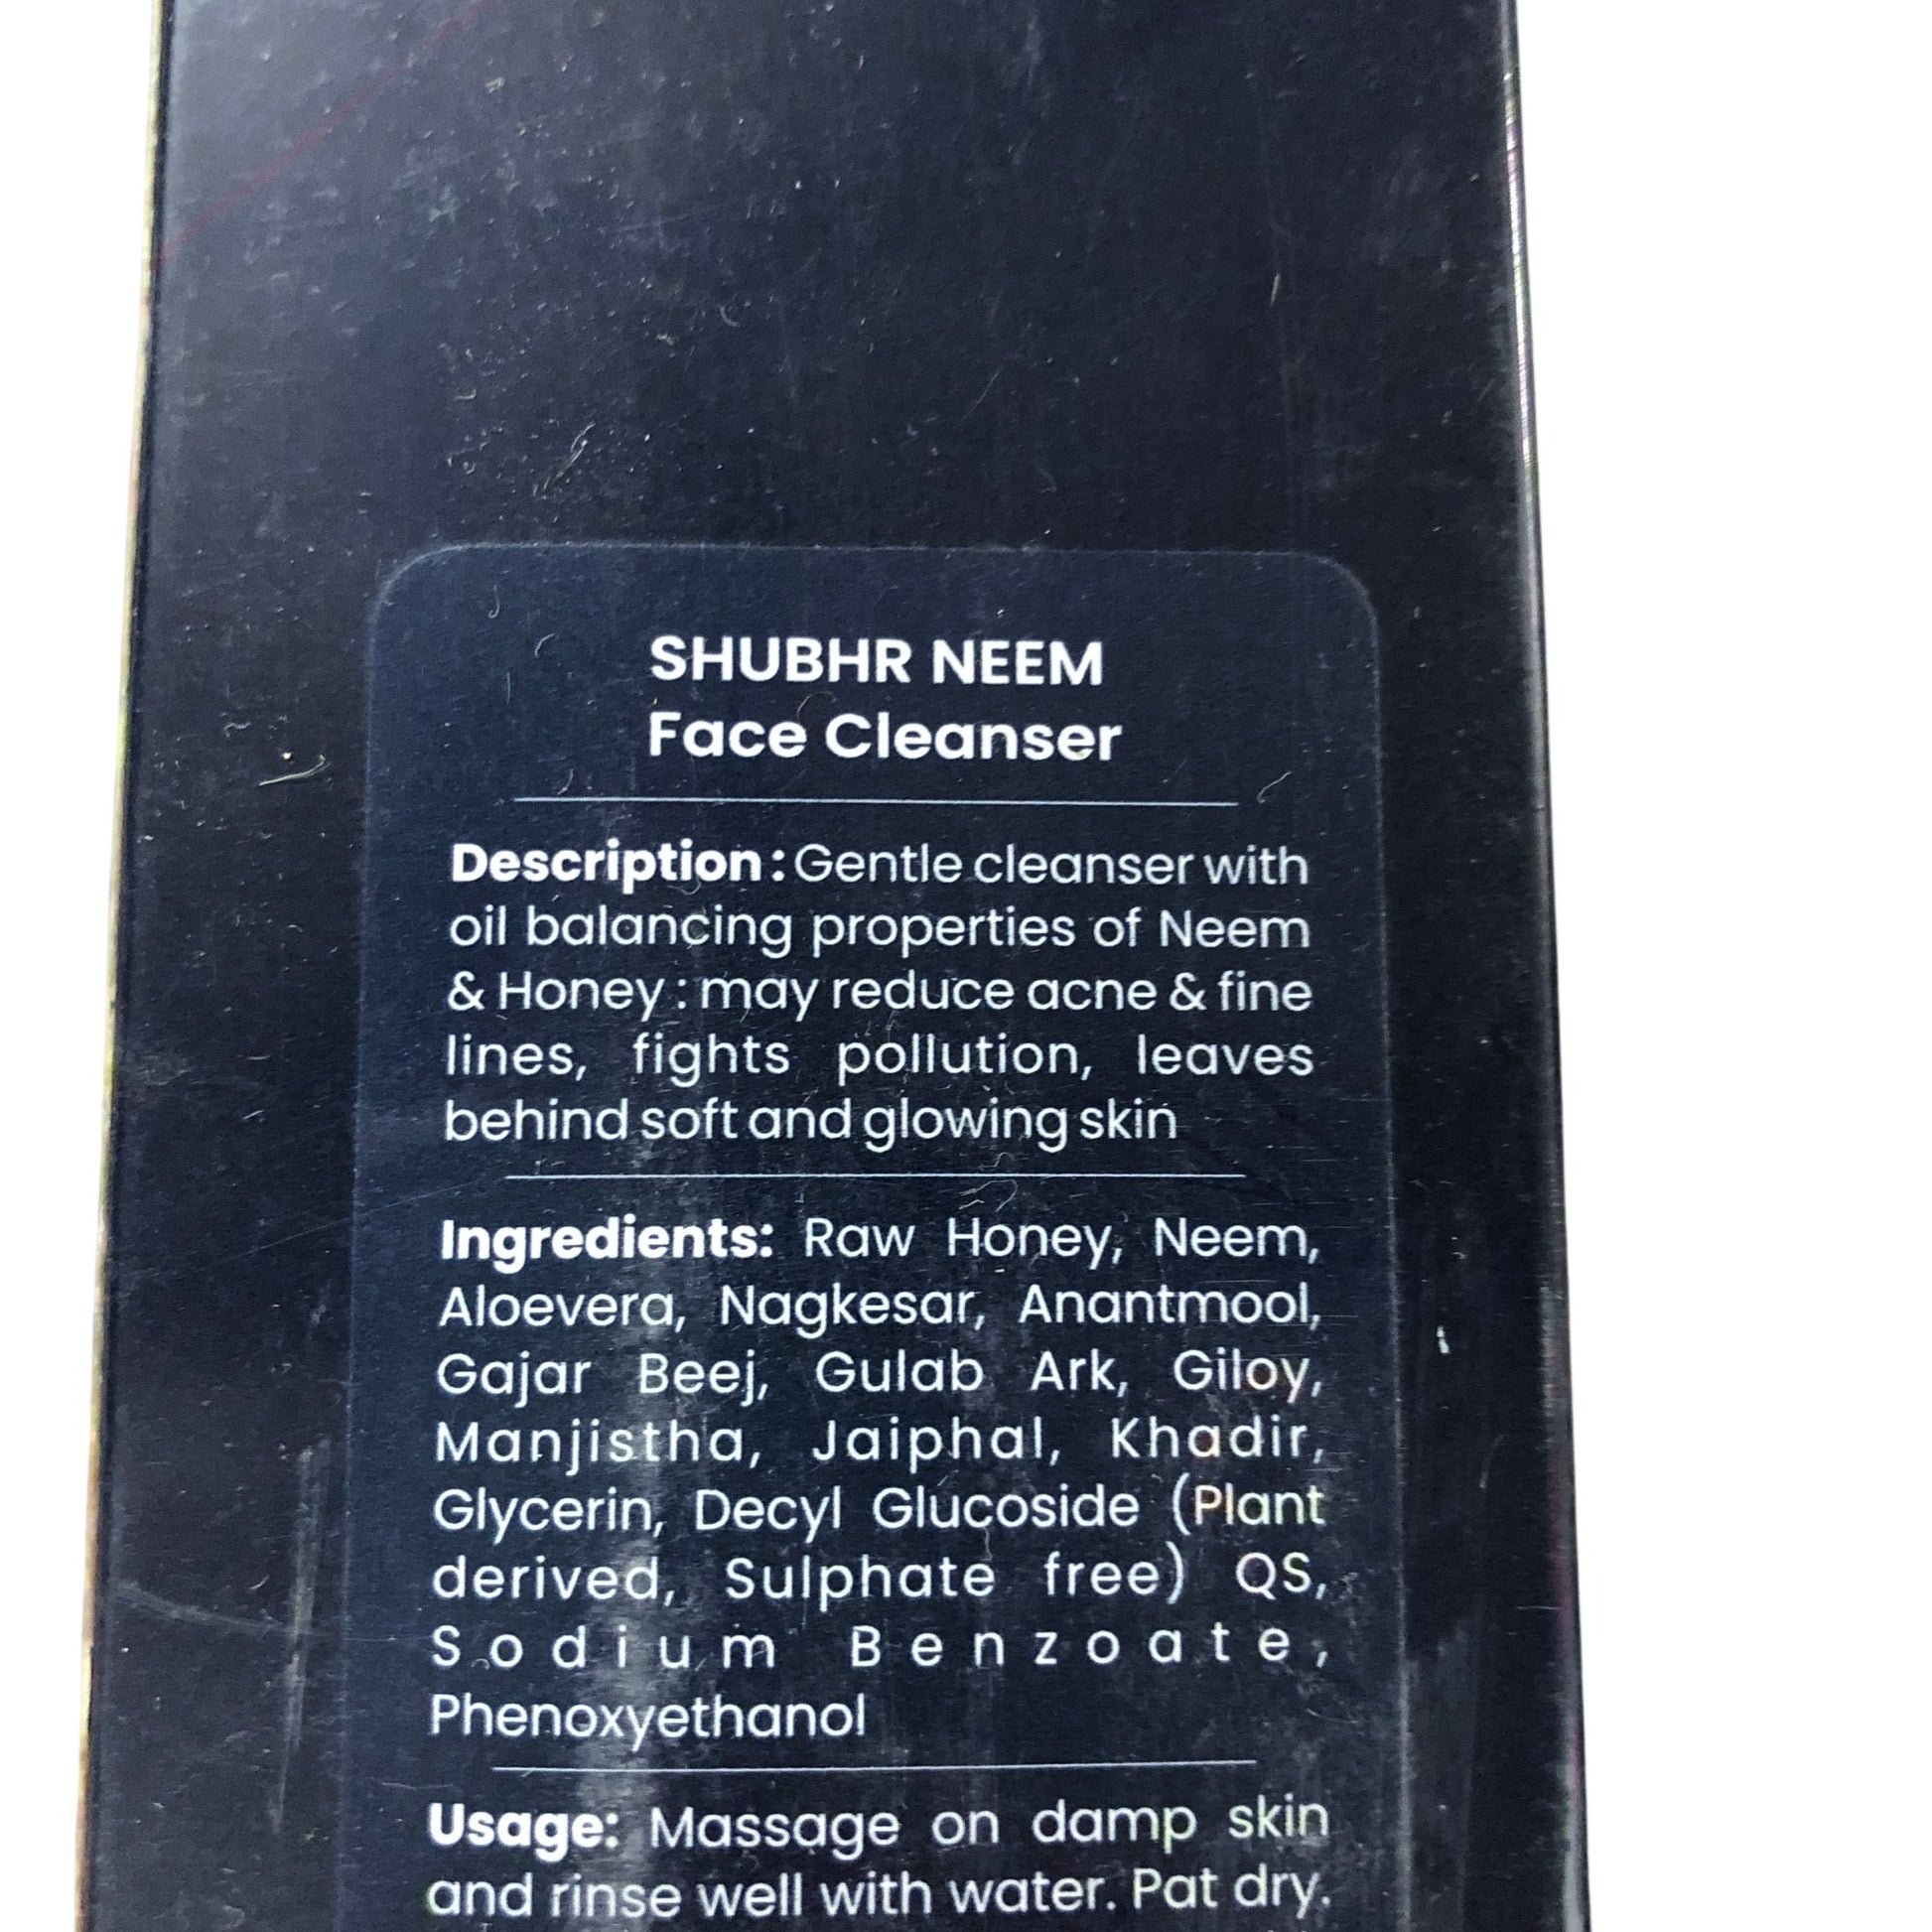 SHUBHR NEEM
Face Cleanser
Description : Gentle cleanser with
oil balancing properties of Neem
& Honey : may reduce acne & fine
lines, fights pollution, leaves
behind soft and glowing skin
Ingredients: Raw Honey, Neem,
Aloevera, Nagkesar, Anantmool,
Gajar Beej, Gulab Ark, Giloy,
Manjistha, Jaiphal, Khadir,
Glycerin, Decyl Glucoside (Plant
derived, Sulphate free) QS,
Sodium Benzoate,
Phenoxyethanol
Usage: Massage on damp skin
and rinse well with water. Pat dry.